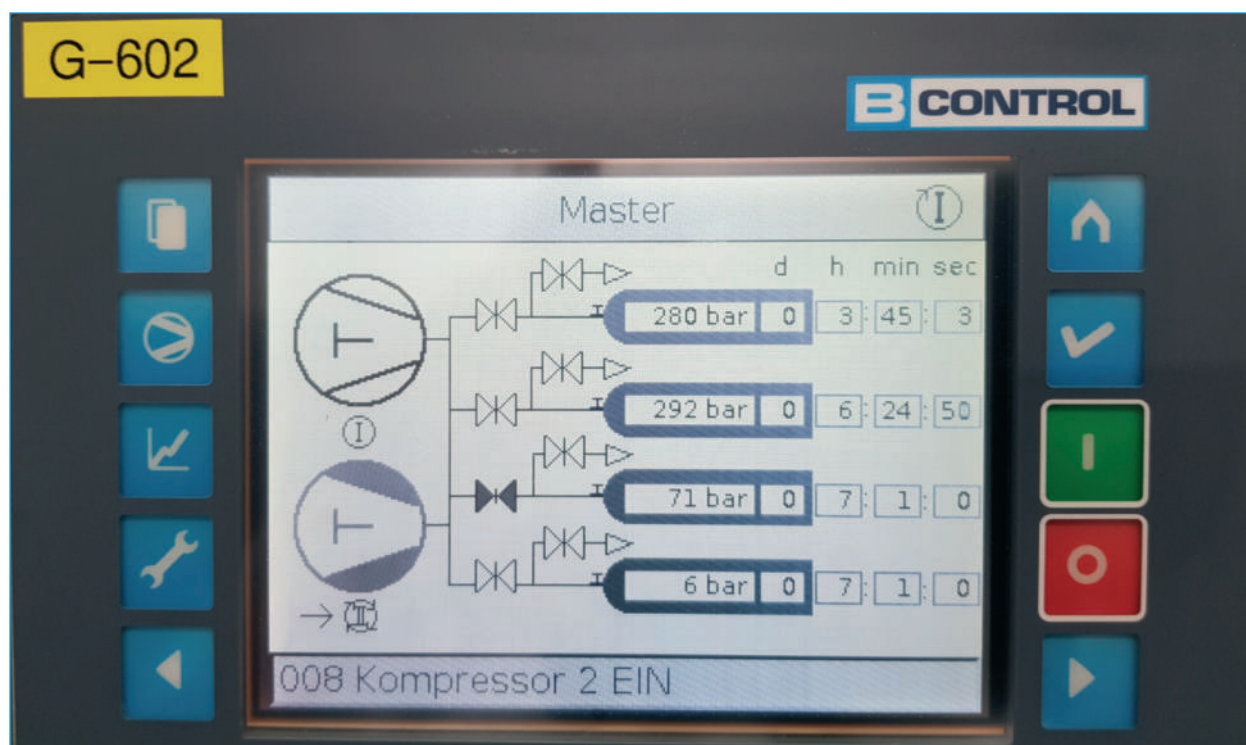 G-602
B CONTROL
Master
I
d h min sec
280 bar 0 3 : 45 : 3
292 bar 0 6 : 24 : 50
I
71 bar 0 7 : 1 : 0
6 bar 0 7 : 1 : 0
II
008 Kompressor 2 EIN